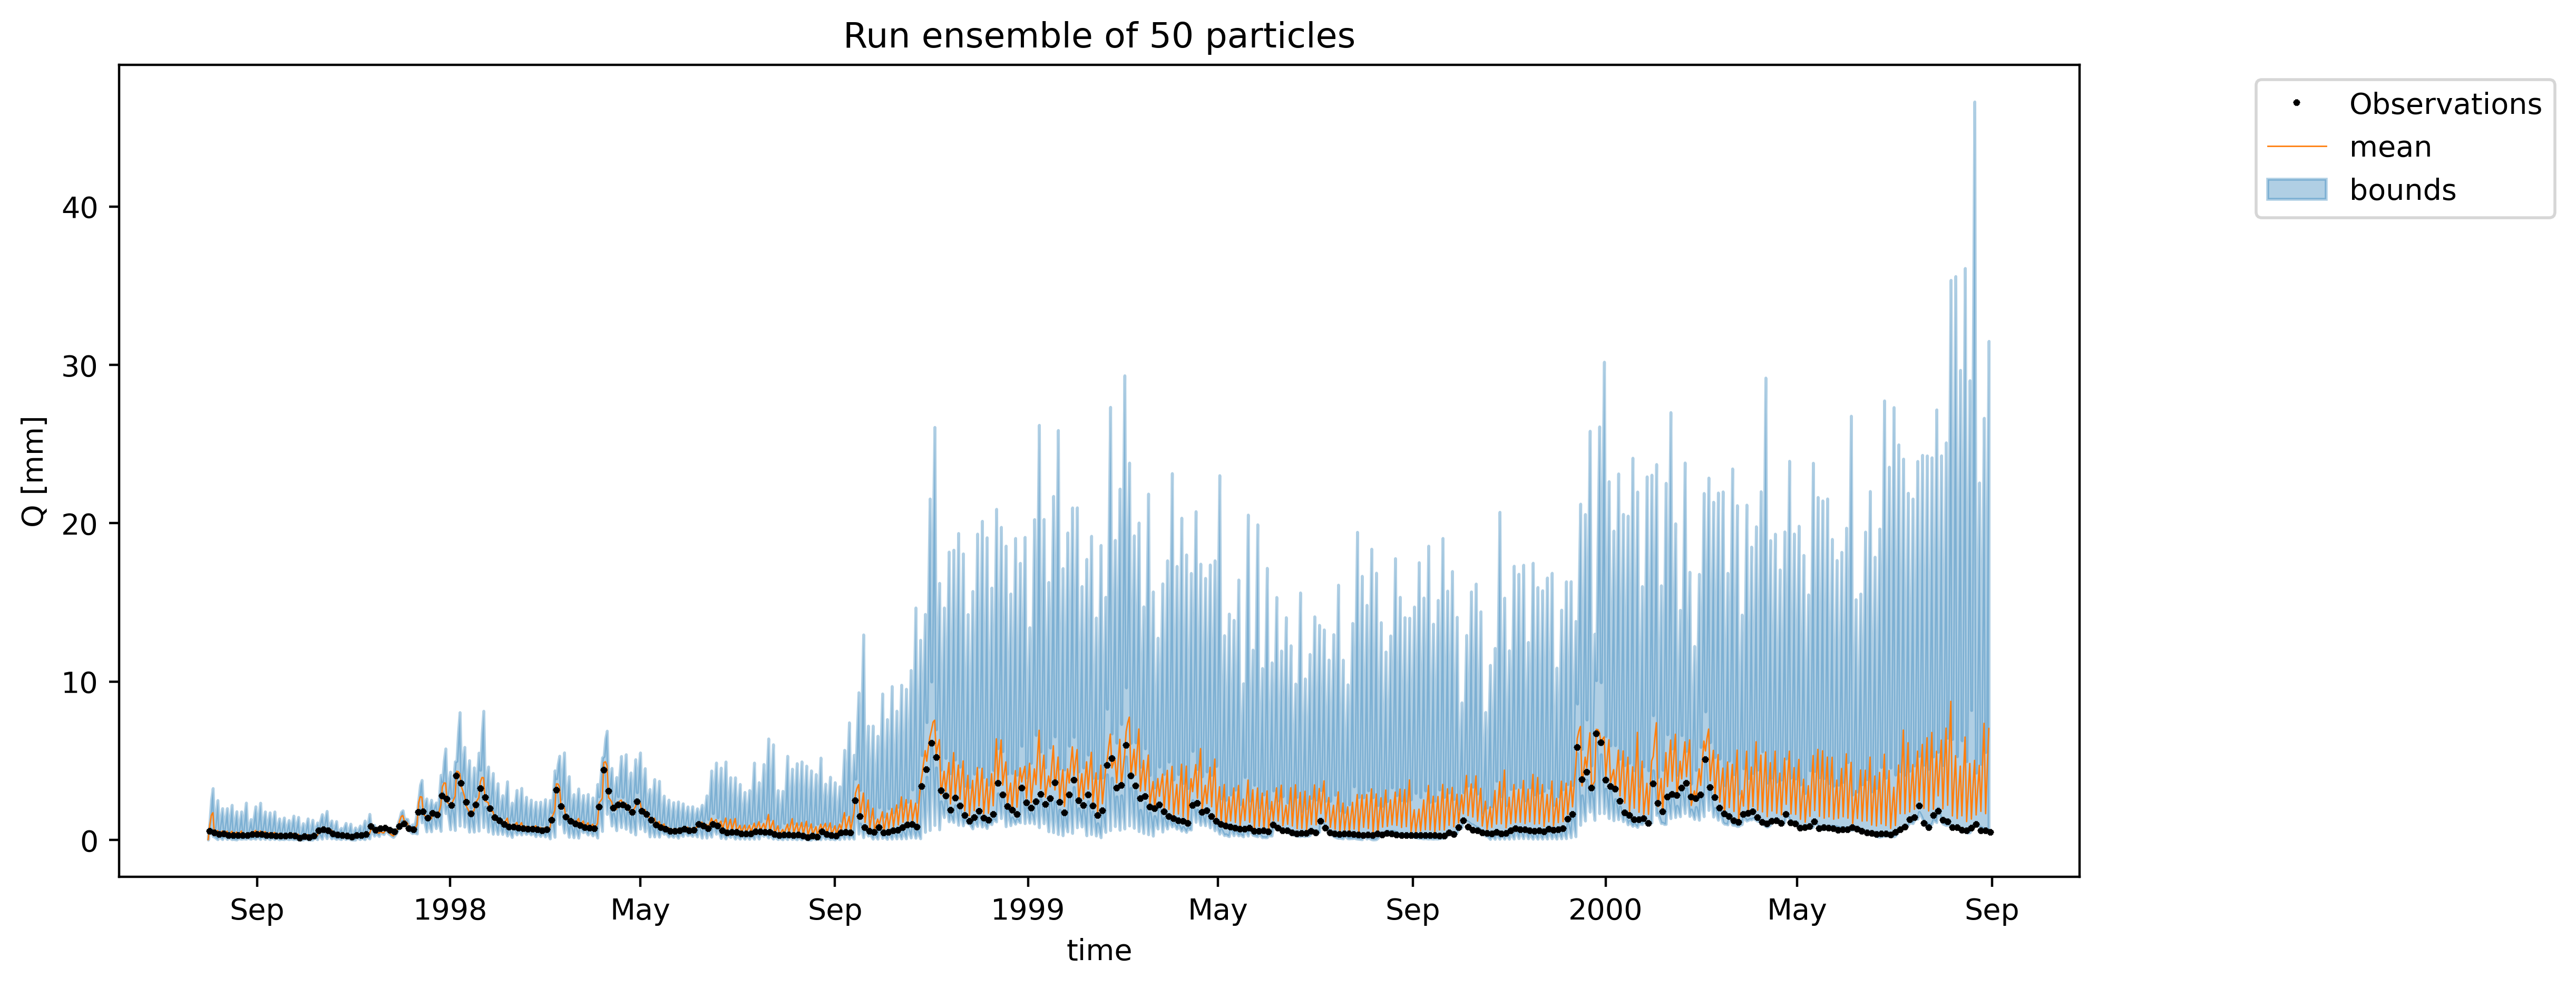 Run ensemble of 50 particles
Observations
mean
bounds
Q [mm]
40
30
20
10
0
Sep 1998 May Sep 1999 May Sep 2000 May Sep
time